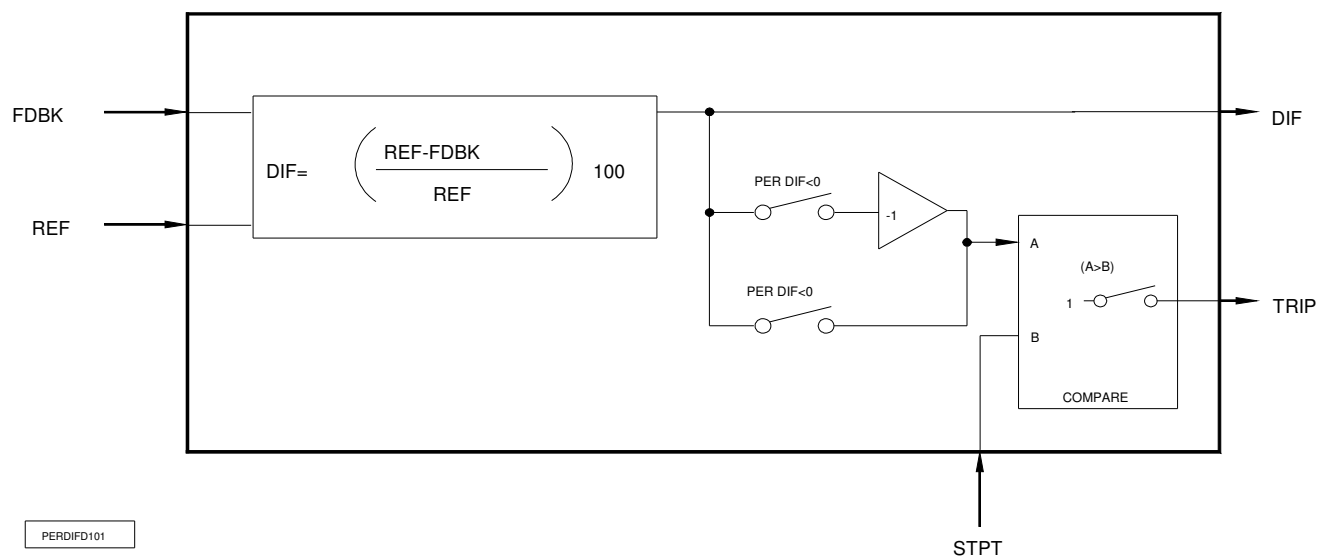 FDBK
DIF
REF-FDBK
DIF=
100
REF
PER DIF<0
REF
-1
A
(A>B)
PER DIF<0
1
TRIP
B
COMPARE
PERDIFD101
STPT